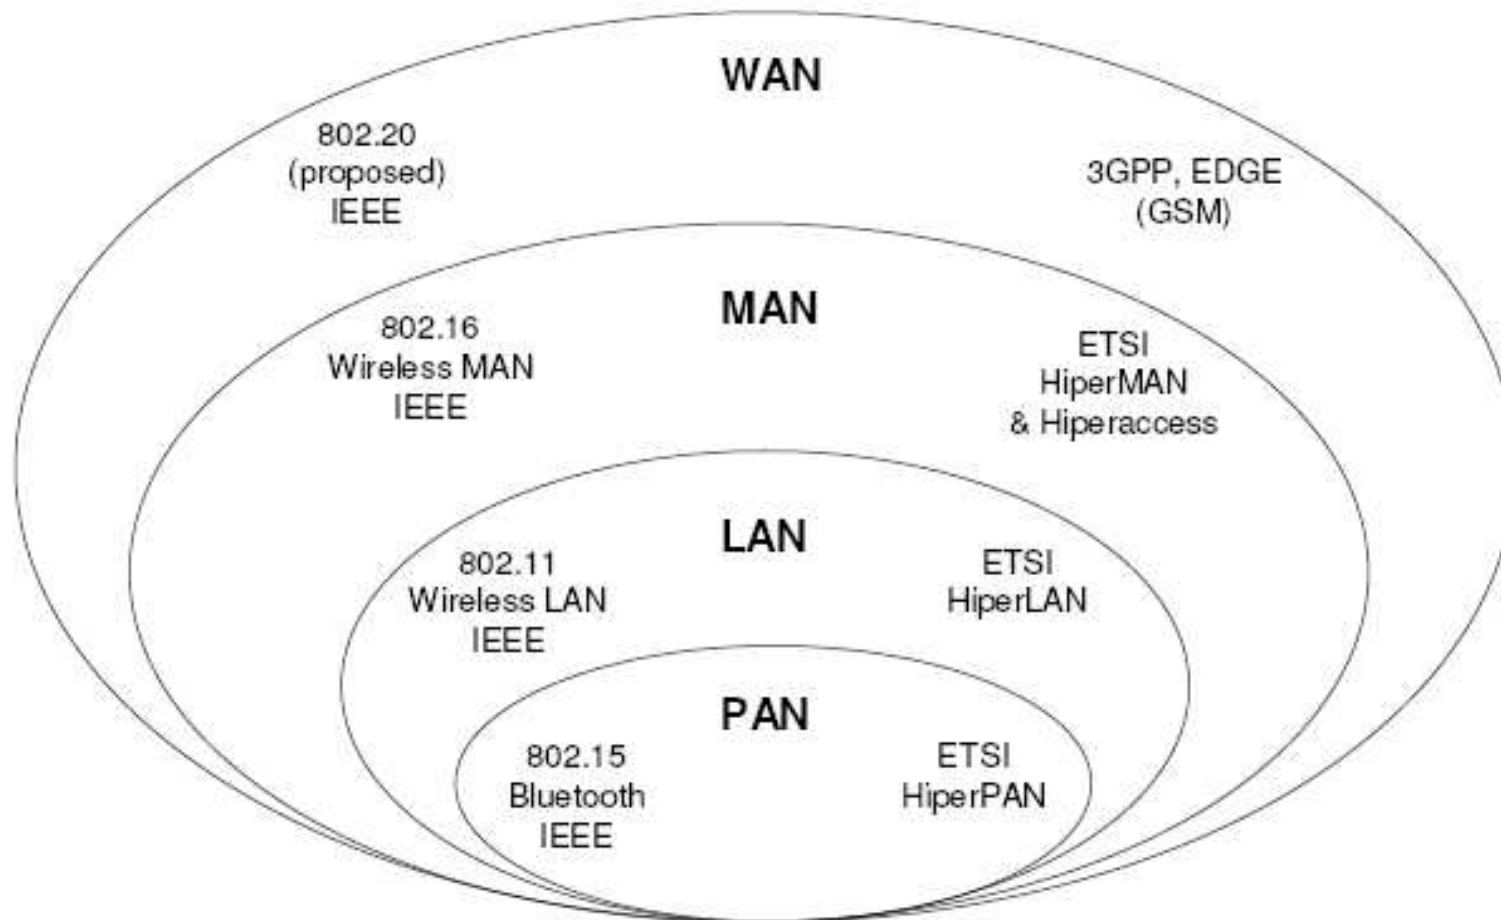 WAN
802.20
(proposed)
IEEE
3GPP, EDGE
(GSM)
MAN
802.16
Wireless MAN
IEEE
ETSI
HiperMAN
& Hiperaccess
LAN
802.11
Wireless LAN
IEEE
ETSI
HiperLAN
PAN
802.15
Bluetooth
IEEE
ETSI
HiperPAN